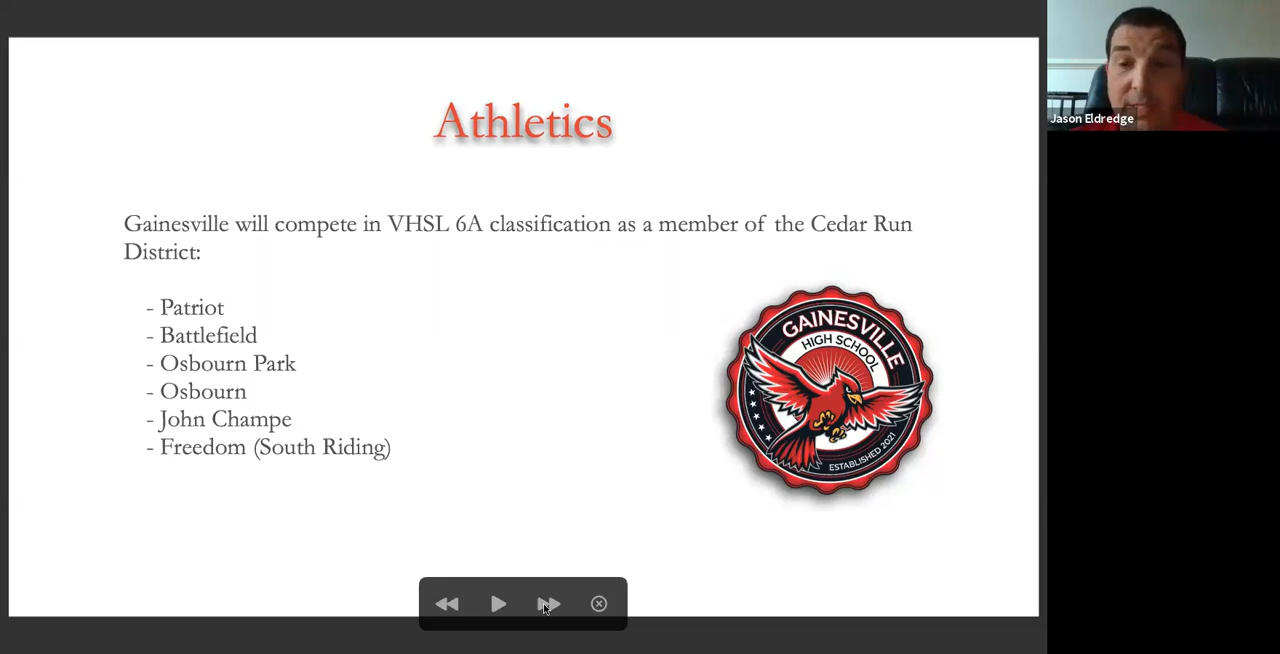 Athletics
Gainesville will compete in VHSL 6A classification as a member of the Cedar Run
District:
- Patriot
- Battlefield
- Osbourn Park
- Osbourn
- John Champe
- Freedom (South Riding)
GAINESVILLE
HIGH SCHOOL
ESTABLISHED 2021
Jason Eldredge